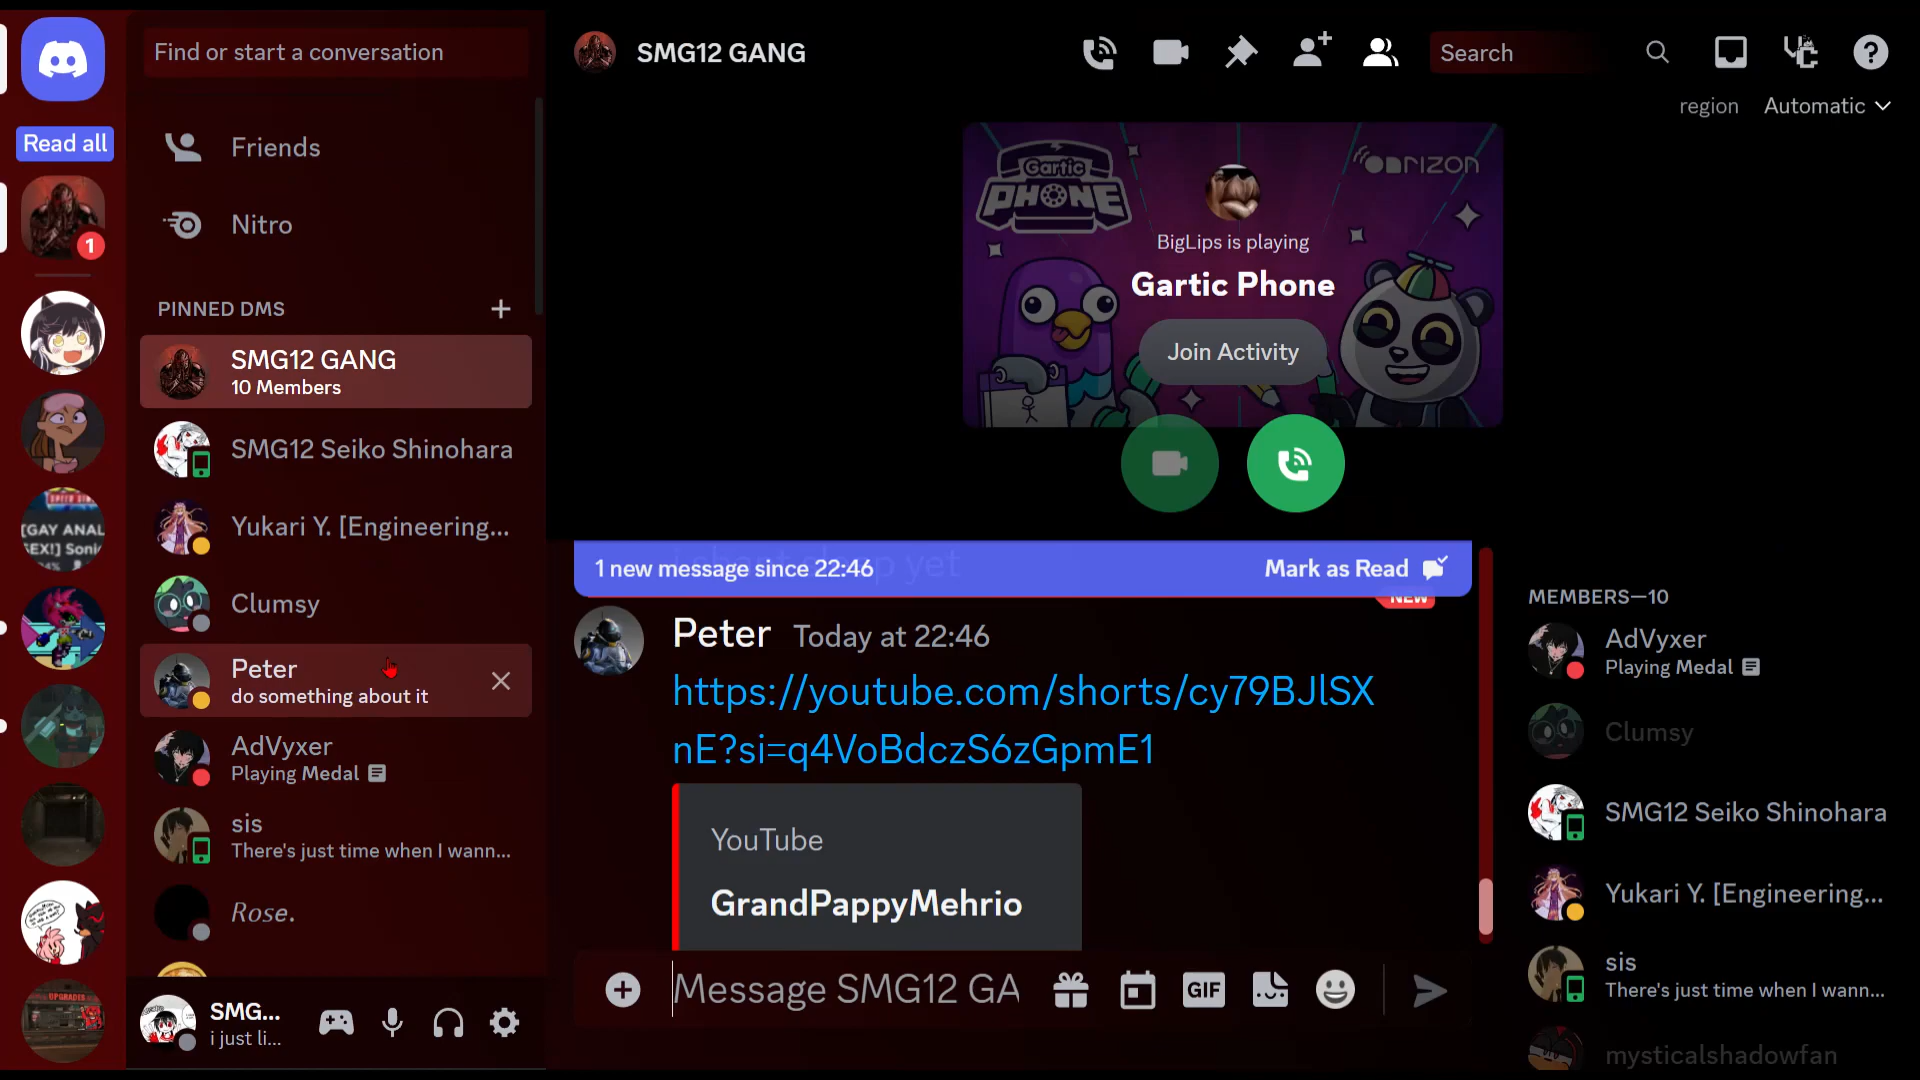 Find or start a conversation
Read all
1
Friends
Nitro
PINNED DMS
SMG12 GANG
10 Members
SMG12 Seiko Shinohara
Yukari Y. [Engineering...
Clumsy
Peter
do something about it
AdVyxer
Playing Medal
sis
There's just time when I wann...
Rose.
SMG...
i just li...
UPGRADES
SMG12 GANG
Search
region
Automatic
Gartic
PHONE
ONRIZON
BigLips is playing
Gartic Phone
Join Activity
1 new message since 22:46
Mark as Read
NEW
Peter Today at 22:46
https://youtube.com/shorts/cy79BJlSX
nE?si=q4VoBdczS6zGpmE1
YouTube
GrandPappyMehrio
Message SMG12 GA
GIF
MEMBERS—10
AdVyxer
Playing Medal
Clumsy
SMG12 Seiko Shinohara
Yukari Y. [Engineering...
sis
There's just time when I wann...
mysticalshadowfan